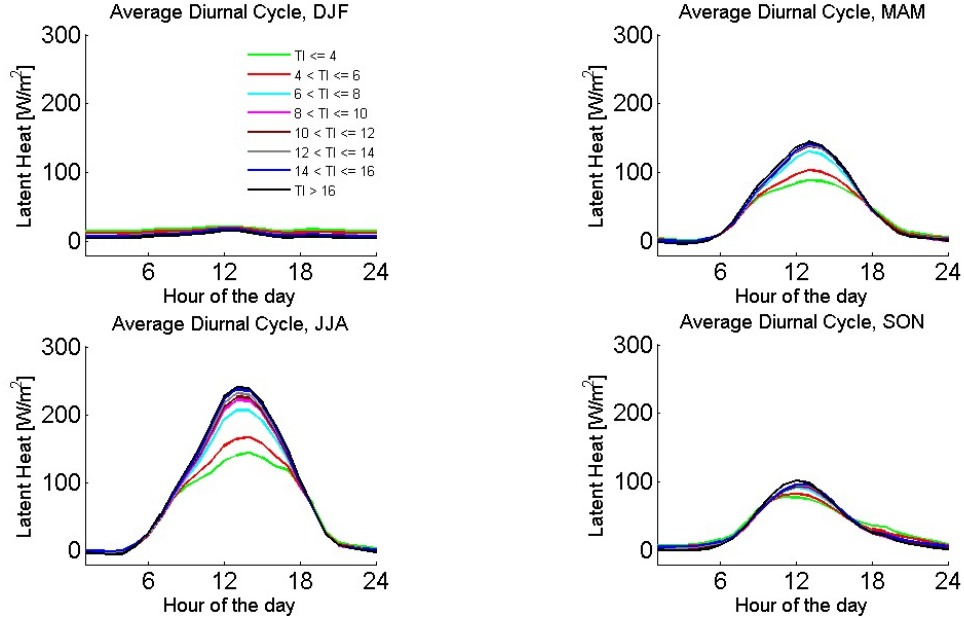 Average Diurnal Cycle, DJF
300
200
100
0
Latent Heat [W/m²]
TI <= 4
4 < TI <= 6
6 < TI <= 8
8 < TI <= 10
10 < TI <= 12
12 < TI <= 14
14 < TI <= 16
TI > 16
6 12 18 24
Hour of the day
Average Diurnal Cycle, MAM
300
200
100
0
Latent Heat [W/m²]
6 12 18 24
Hour of the day
Average Diurnal Cycle, JJA
300
200
100
0
Latent Heat [W/m²]
6 12 18 24
Hour of the day
Average Diurnal Cycle, SON
300
200
100
0
Latent Heat [W/m²]
6 12 18 24
Hour of the day